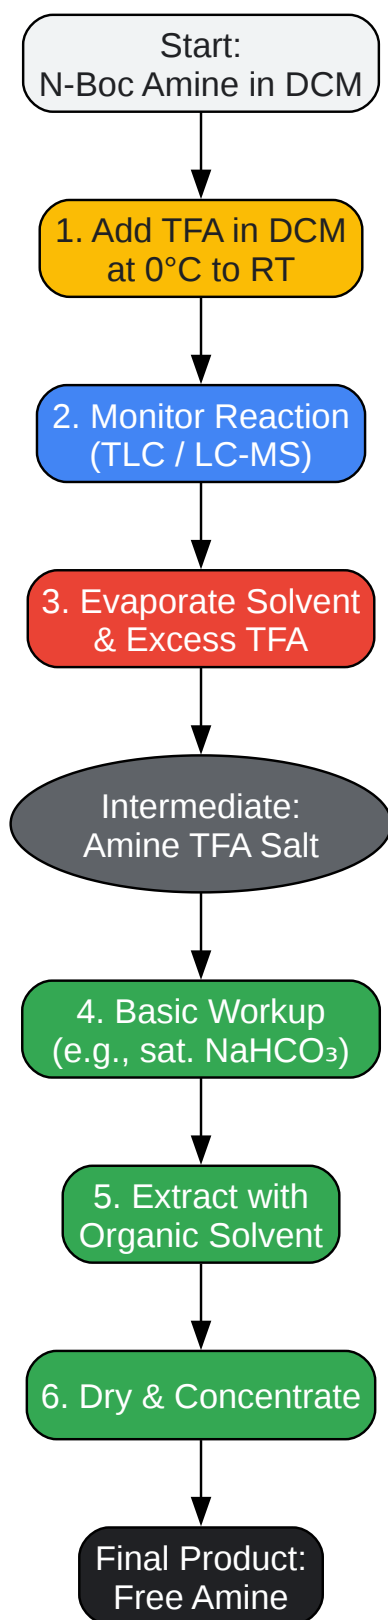 Start:
N-Boc Amine in DCM
1. Add TFA in DCM
at 0°C to RT
2. Monitor Reaction
(TLC / LC-MS)
3. Evaporate Solvent
& Excess TFA
Intermediate:
Amine TFA Salt
4. Basic Workup
(e.g., sat. NaHCO₃)
5. Extract with
Organic Solvent
6. Dry & Concentrate
Final Product:
Free Amine